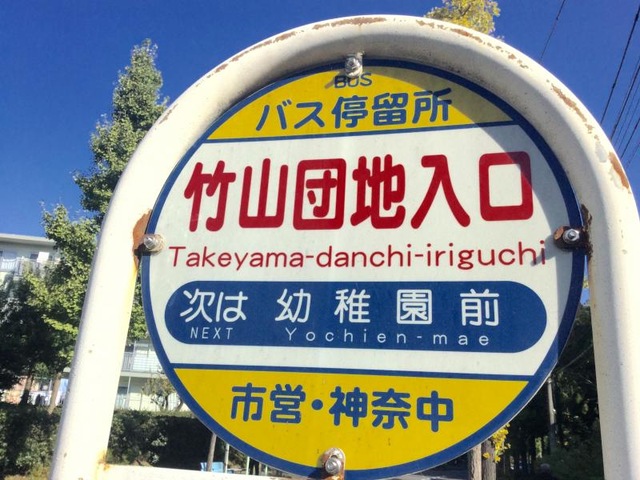 BUS
バス停留所
竹山団地入口
Takeyama-danchi-iriguchi
次は 幼稚園前
NEXT Yochien-mae
市営・神奈中